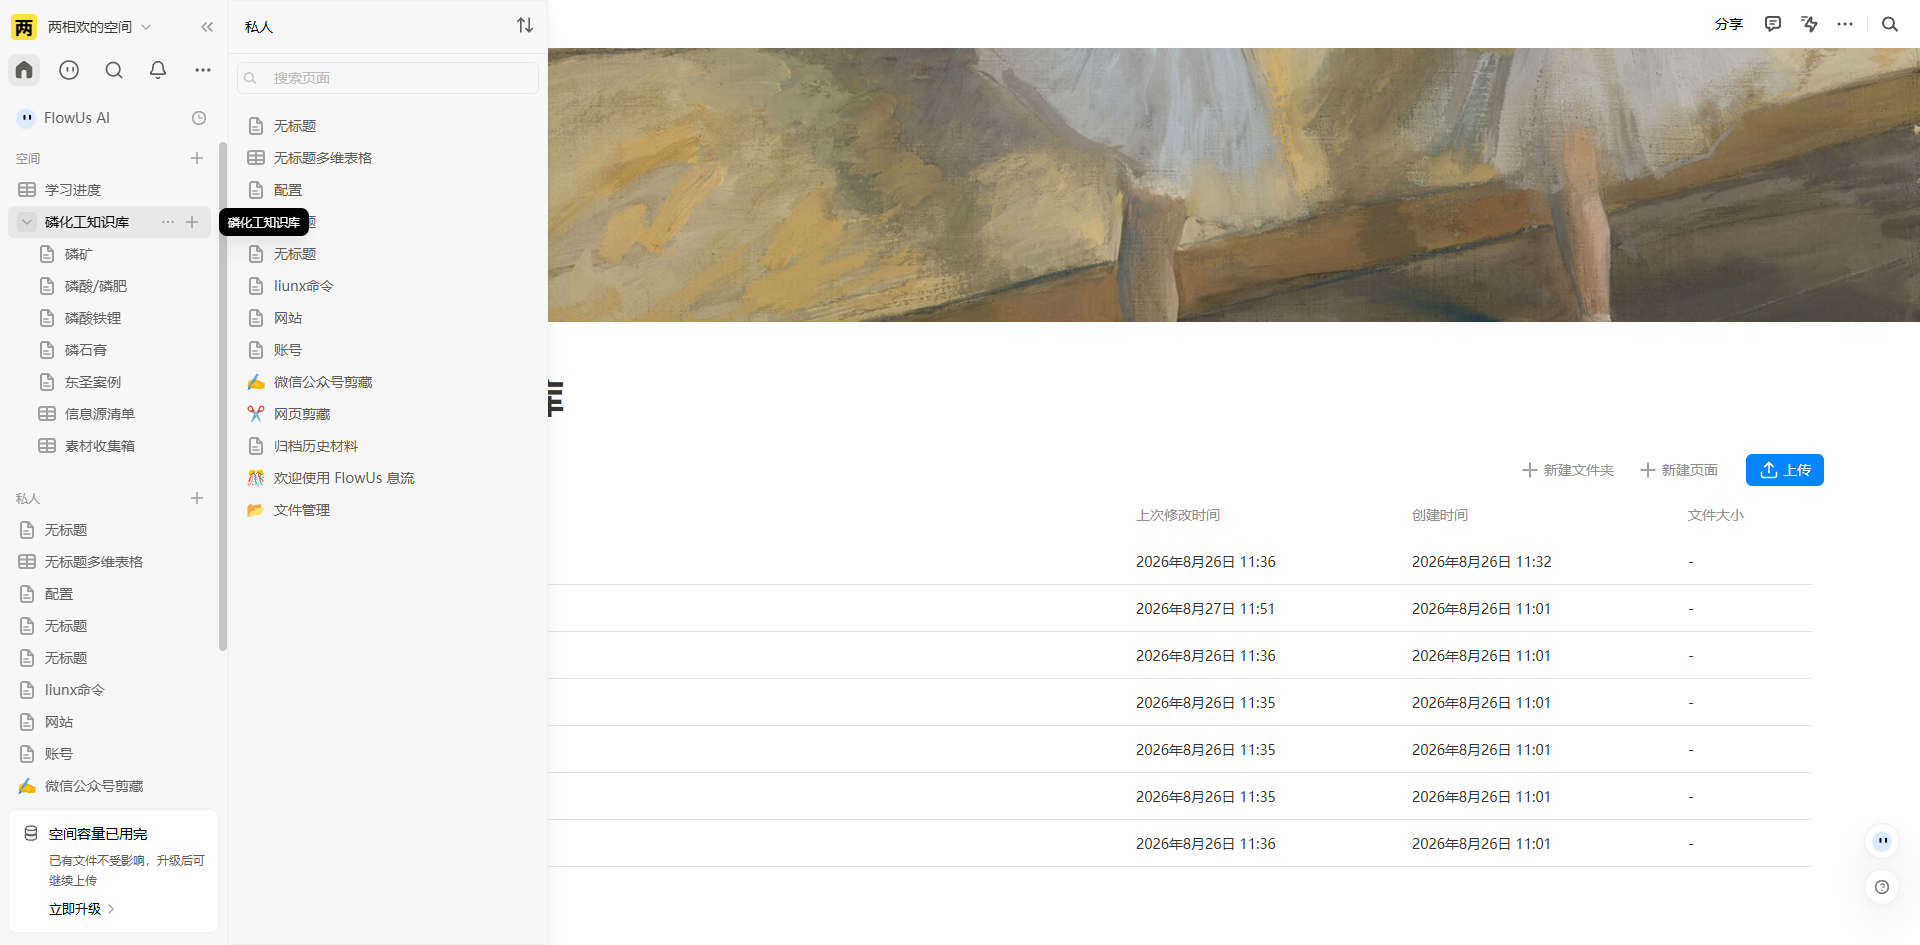 两 两相欢的空间
FlowUs AI
空间
学习进度
磷化工知识库
磷矿
磷酸/磷肥
磷酸铁锂
磷石膏
东圣案例
信息源清单
素材收集箱
私人
无标题
无标题多维表格
配置
无标题
无标题
liunx命令
网站
账号
微信公众号剪藏
空间容量已用完
已有文件不受影响，升级后可
继续上传
立即升级
私人
搜索页面
无标题
无标题多维表格
配置
磷化工知识库
题
无标题
liunx命令
网站
账号
微信公众号剪藏
网页剪藏
归档历史材料
欢迎使用 FlowUs 息流
文件管理
分享
库
新建文件夹 新建页面 上传
上次修改时间 创建时间 文件大小
2026年8月26日 11:36 2026年8月26日 11:32 -
2026年8月27日 11:51 2026年8月26日 11:01 -
2026年8月26日 11:36 2026年8月26日 11:01 -
2026年8月26日 11:35 2026年8月26日 11:01 -
2026年8月26日 11:35 2026年8月26日 11:01 -
2026年8月26日 11:35 2026年8月26日 11:01 -
2026年8月26日 11:36 2026年8月26日 11:01 -